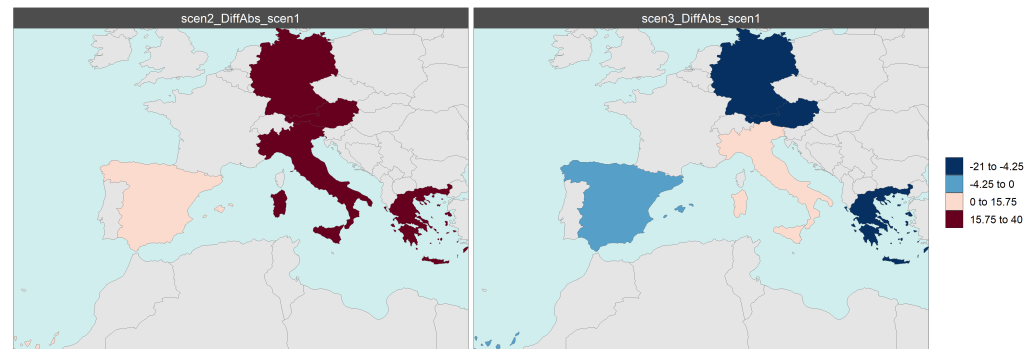 scen2_DiffAbs_scen1
scen3_DiffAbs_scen1
-21 to -4.25
-4.25 to 0
0 to 15.75
15.75 to 40